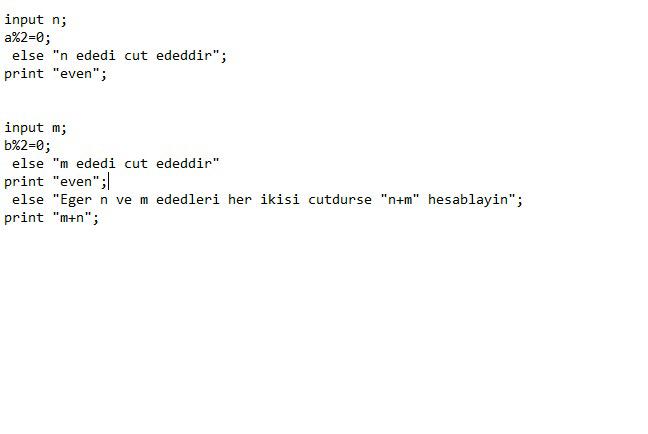 input n;
a%2=0;
 else "n ededi cut ededdir";
print "even";
input m;
b%2=0;
 else "m ededi cut ededdir"
print "even";
 else "Eger n ve m ededleri her ikisi cutdurse "n+m" hesablayin";
print "m+n";